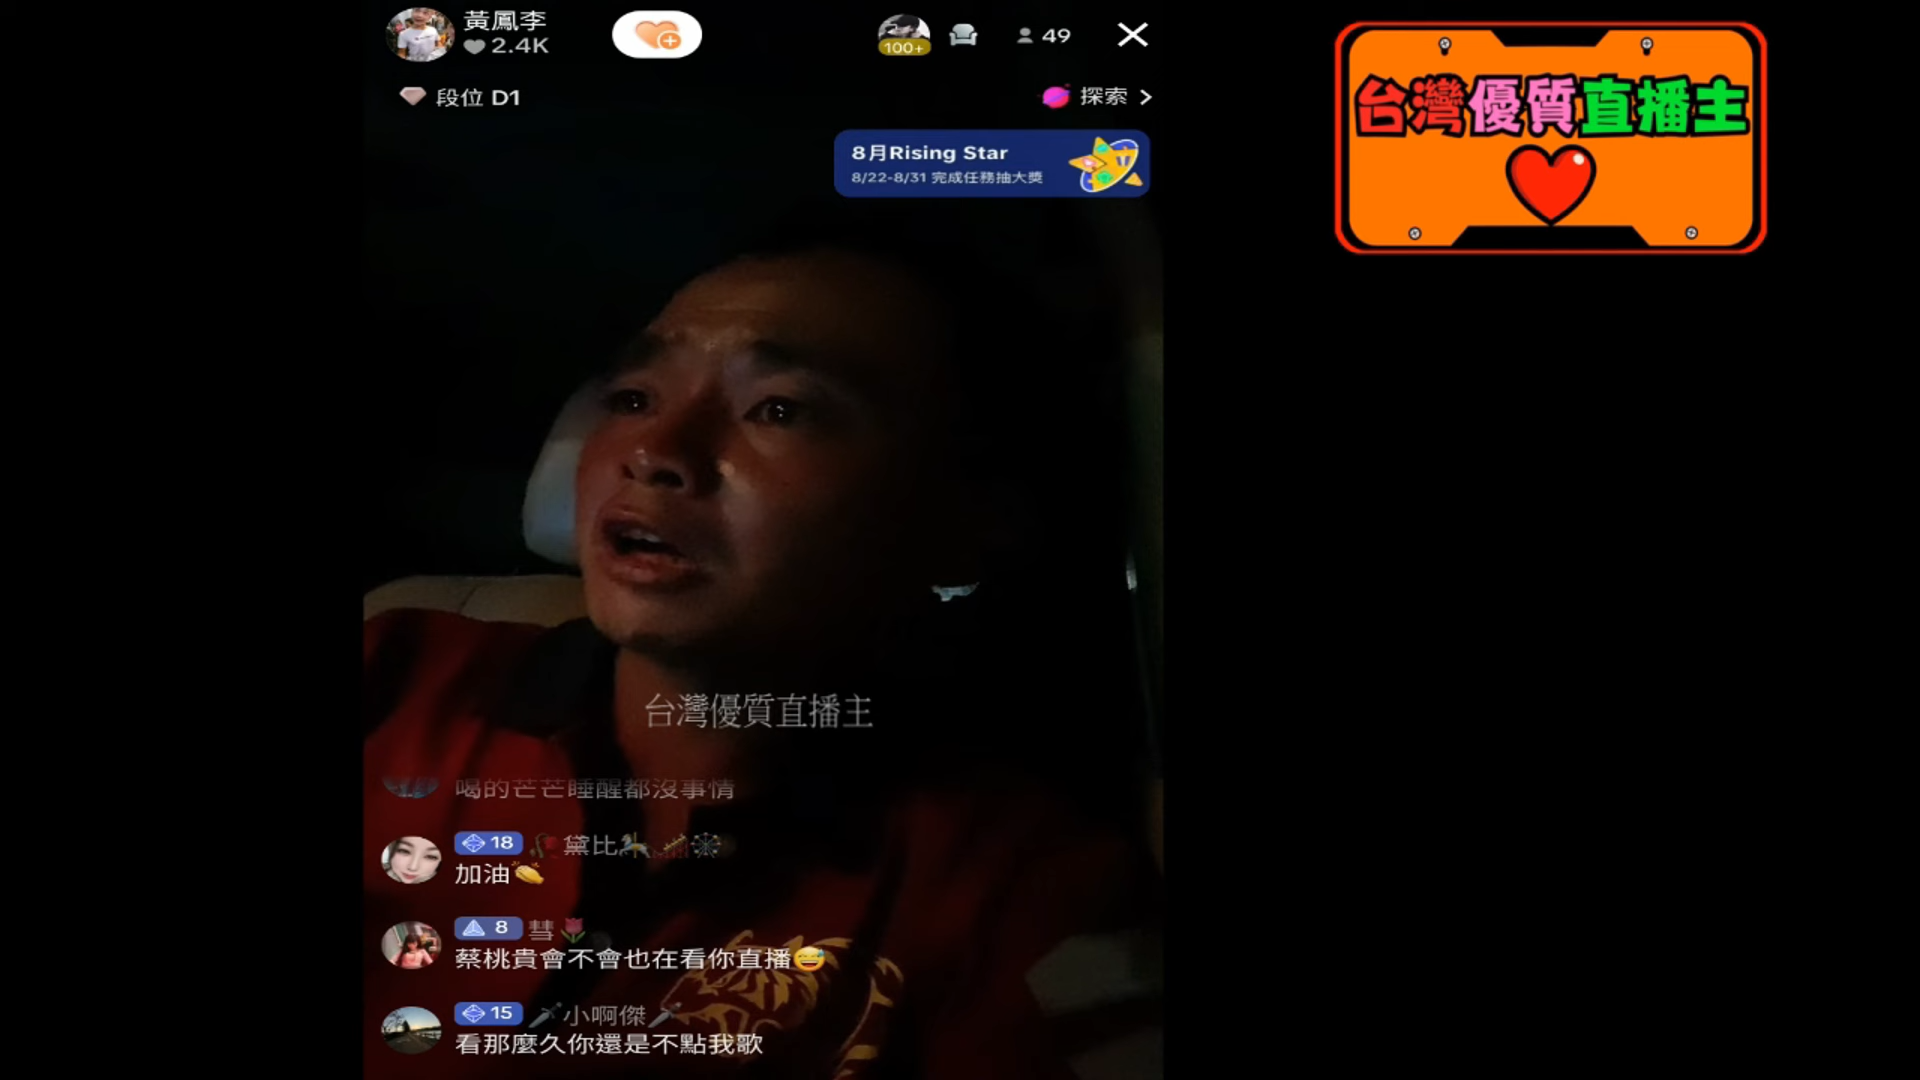 黃鳳李
2.4K
100+
49
段位 D1
探索
8月Rising Star
8/22-8/31 完成任務抽大獎
台灣優質直播主
台灣優質直播主
喝的芒芒睡醒都沒事情
18 黛比
加油
8 彗
蔡桃貴會不會也在看你直播
15 小啊傑
看那麼久你還是不點我歌